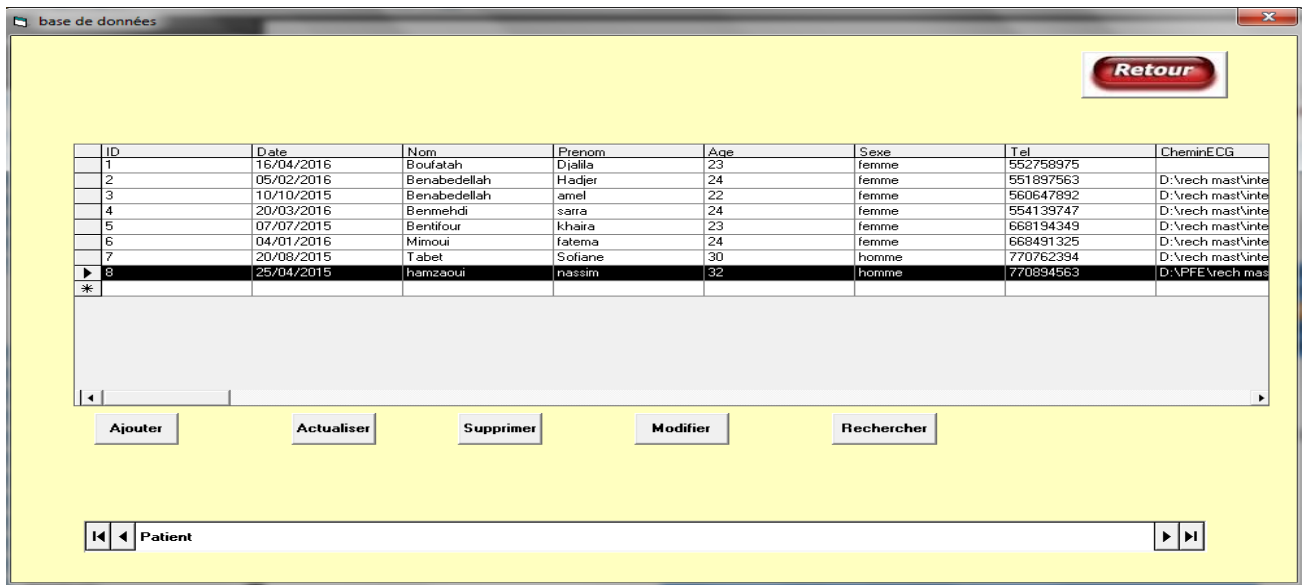 base de données
Retour
ID Date Nom Prenom Age Sexe Tel CheminECG
1 16/04/2016 Boufatah Djalila 23 femme 552758975
2 05/02/2016 Benabedellah Hadjer 24 femme 551897563 D:\rech mast\inte
3 10/10/2015 Benabedellah amel 22 femme 560647892 D:\rech mast\inte
4 20/03/2016 Benmehdi sarra 24 femme 554139747 D:\rech mast\inte
5 07/07/2015 Bentifour khaira 23 femme 668194349 D:\rech mast\inte
6 04/01/2016 Mimoui fatema 24 femme 668491325 D:\rech mast\inte
7 20/08/2015 Tabet Sofiane 30 homme 770762394 D:\rech mast\inte
8 25/04/2015 hamzaoui nassim 32 homme 770894563 D:\PFE\rech mas
Ajouter Actualiser Supprimer Modifier Rechercher
Patient